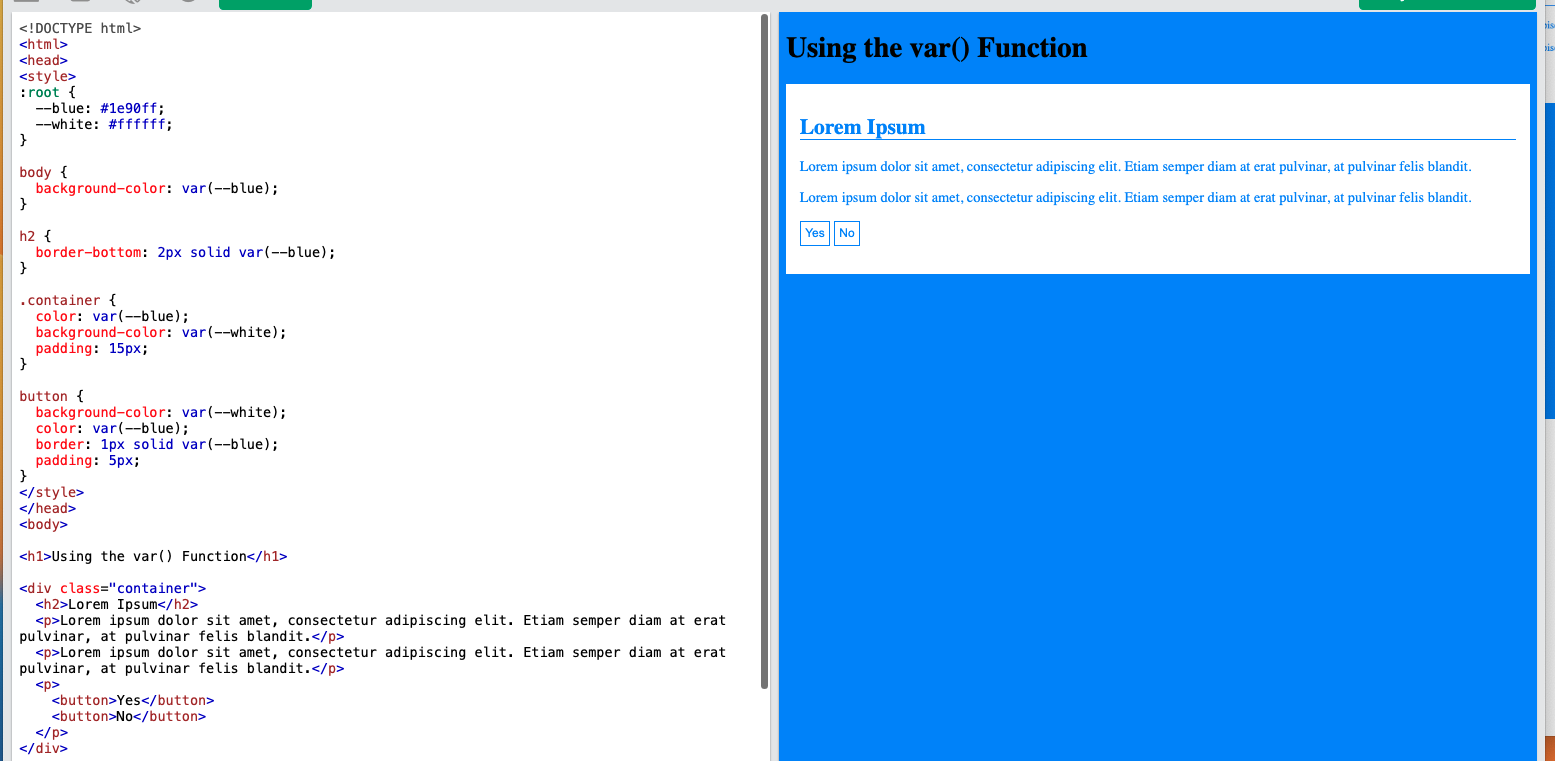 <!DOCTYPE html>
<html>
<head>
<style>
:root {
  --blue: #1e90ff;
  --white: #ffffff;
}

body {
  background-color: var(--blue);
}

h2 {
  border-bottom: 2px solid var(--blue);
}

.container {
  color: var(--blue);
  background-color: var(--white);
  padding: 15px;
}

button {
  background-color: var(--white);
  color: var(--blue);
  border: 1px solid var(--blue);
  padding: 5px;
}
</style>
</head>
<body>

<h1>Using the var() Function</h1>

<div class="container">
  <h2>Lorem Ipsum</h2>
  <p>Lorem ipsum dolor sit amet, consectetur adipiscing elit. Etiam semper diam at erat
pulvinar, at pulvinar felis blandit.</p>
  <p>Lorem ipsum dolor sit amet, consectetur adipiscing elit. Etiam semper diam at erat
pulvinar, at pulvinar felis blandit.</p>
  <p>
    <button>Yes</button>
    <button>No</button>
  </p>
</div>
Using the var() Function
Lorem Ipsum
Lorem ipsum dolor sit amet, consectetur adipiscing elit. Etiam semper diam at erat pulvinar, at pulvinar felis blandit.
Lorem ipsum dolor sit amet, consectetur adipiscing elit. Etiam semper diam at erat pulvinar, at pulvinar felis blandit.
Yes No